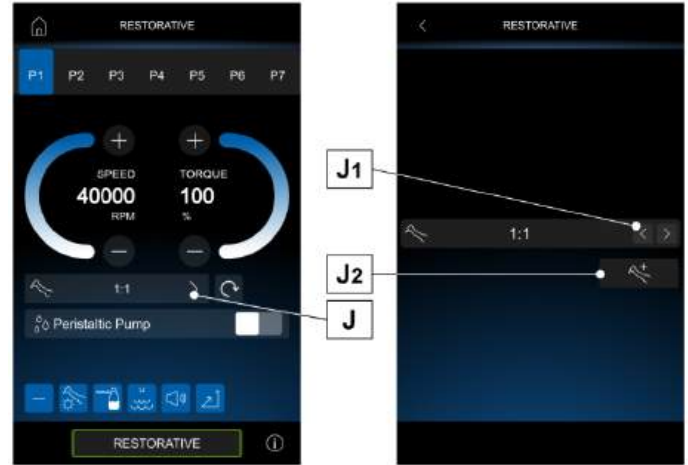 RESTORATIVE
P1 P2 P3 P4 P5 P6 P7
SPEED TORQUE
40000 100
RPM %
1:1
Peristaltic Pump
RESTORATIVE
J
J1
J2
RESTORATIVE
1:1